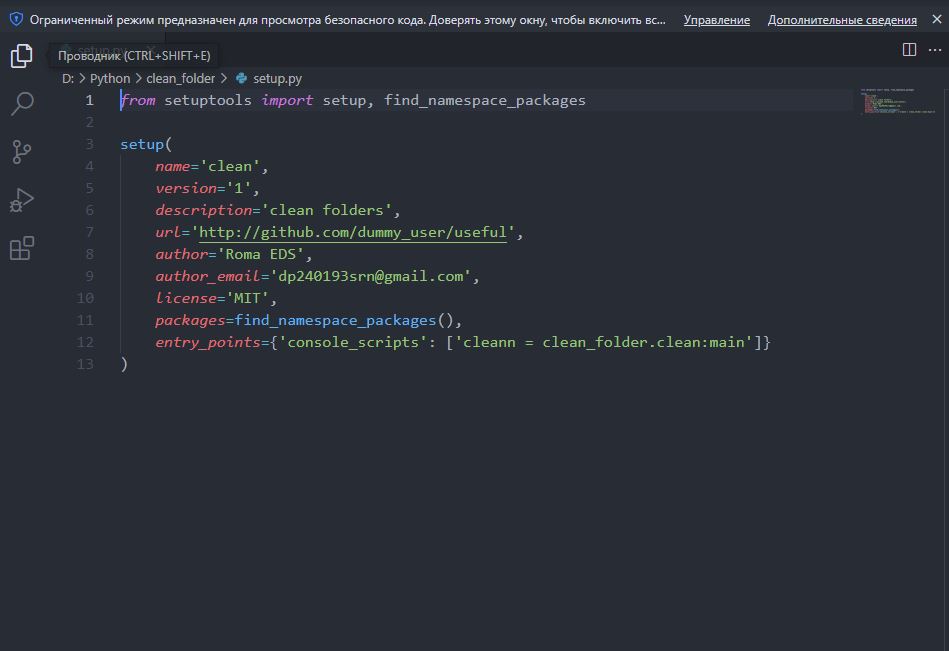 Ограниченный режим предназначен для просмотра безопасного кода. Доверять этому окну, чтобы включить вс... Управление Дополнительные сведения
setup.py
Проводник (CTRL+SHIFT+E)
D: > Python > clean_folder > setup.py
1 from setuptools import setup, find_namespace_packages
2
3 setup(
4 name='clean',
5 version='1',
6 description='clean folders',
7 url='http://github.com/dummy_user/useful',
8 author='Roma EDS',
9 author_email='dp240193srn@gmail.com',
10 license='MIT',
11 packages=find_namespace_packages(),
12 entry_points={'console_scripts': ['cleann = clean_folder.clean:main']}
13 )